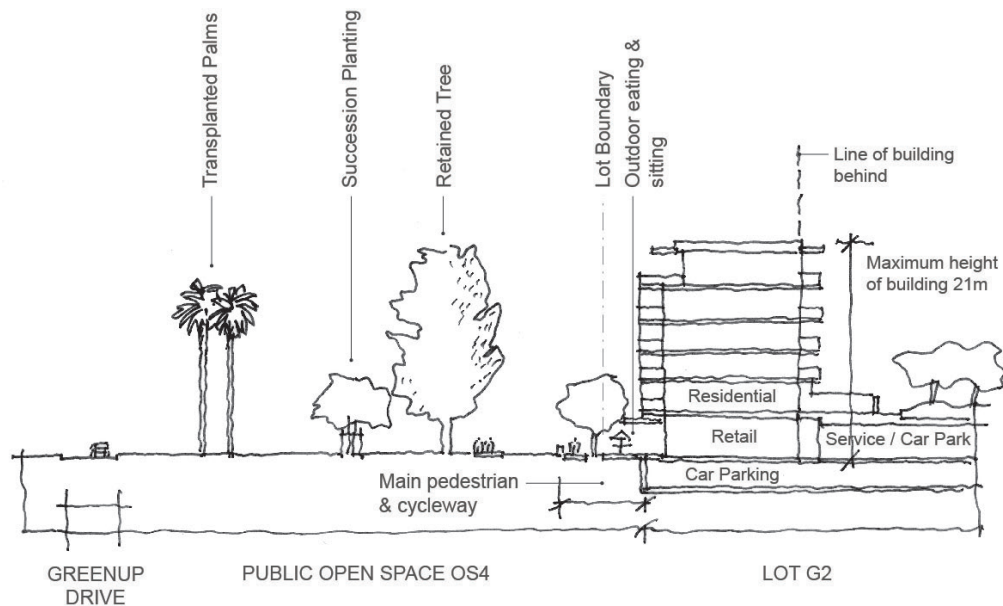 Transplanted Palms
Succession Planting
Retained Tree
Lot Boundary
Outdoor eating &
sitting
Line of building
behind
Maximum height
of building 21m
Residential
Retail
Service / Car Park
Car Parking
Main pedestrian
& cycleway
GREENUP
DRIVE
PUBLIC OPEN SPACE OS4
LOT G2